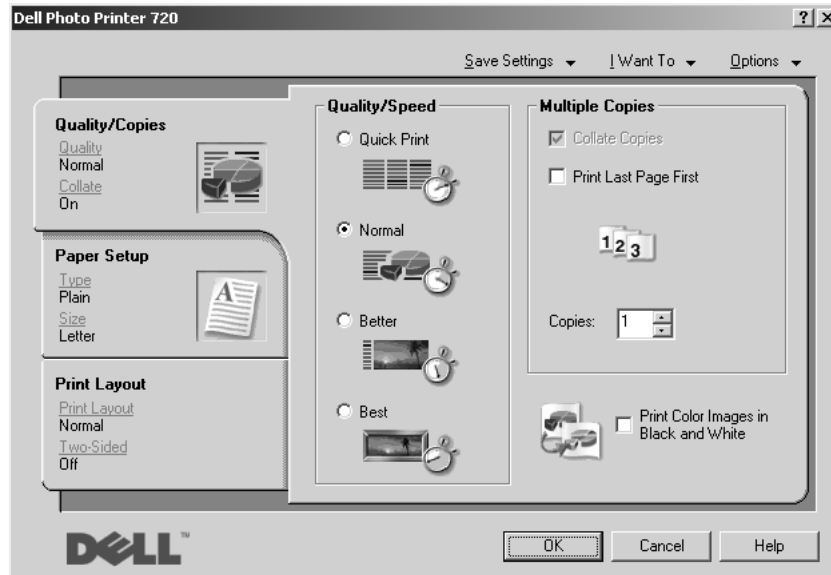 Dell Photo Printer 720
Save Settings
I Want To
Options
Quality/Copies
Quality
Normal
Collate
On
Paper Setup
Type
Plain
Size
Letter
Print Layout
Print Layout
Normal
Two-Sided
Off
Quality/Speed
Quick Print
Normal
Better
Best
Multiple Copies
Collate Copies
Print Last Page First
1 2 3
Copies: 1
Print Color Images in
Black and White
A
DELL™
OK
Cancel
Help